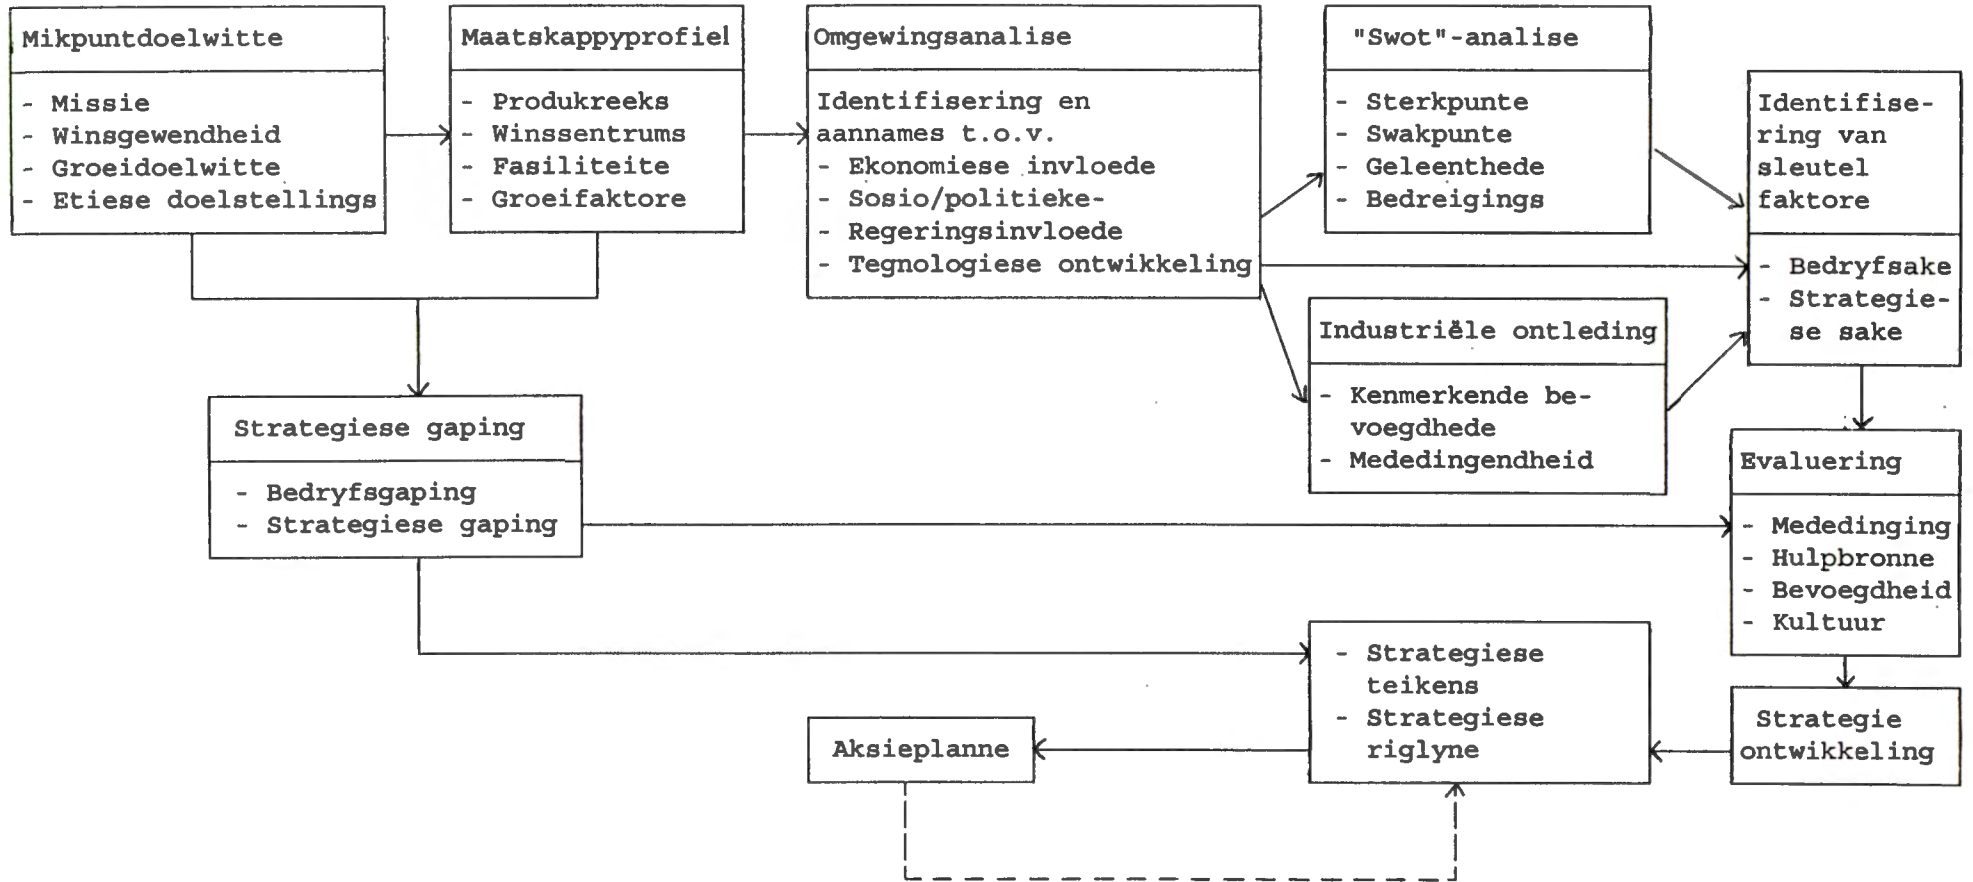 Mikpuntdoelwitte
- Missie
- Winsgewendheid
- Groeidoelwitte
- Etiese doelstellings
Maatskappyprofiel
- Produkreeks
- Winssentrums
- Fasiliteite
- Groeifaktore
Omgewingsanalise
Identifisering en
aannames t.o.v.
- Ekonomiese invloede
- Sosio/politieke-
- Regeringsinvloede
- Tegnologiese ontwikkeling
"Swot"-analise
- Sterkpunte
- Swakpunte
- Geleenthede
- Bedreigings
Identifise-
ring van
sleutel
faktore
- Bedryfsake
- Strategie-
se sake
Industriële ontleding
- Kenmerkende be-
voegdhede
- Mededingendheid
Strategiese gaping
- Bedryfsgaping
- Strategiese gaping
Evaluering
- Mededinging
- Hulpbronne
- Bevoegdheid
- Kultuur
Strategie
ontwikkeling
- Strategiese
teikens
- Strategiese
riglyne
Aksieplanne